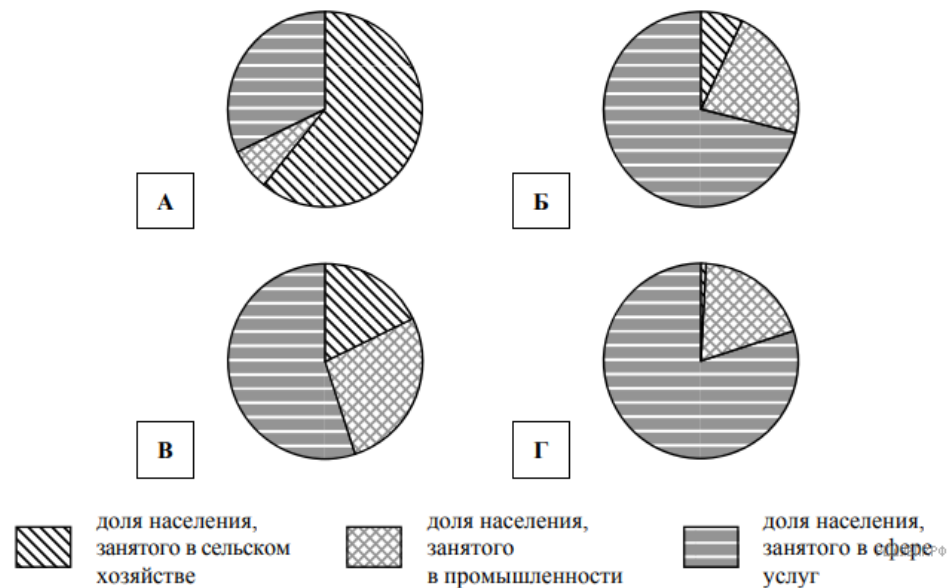 А
Б
В
Г
доля населения,
занятого в сельском
хозяйстве
доля населения,
занятого
в промышленности
доля населения,
занятого в сфере
услуг